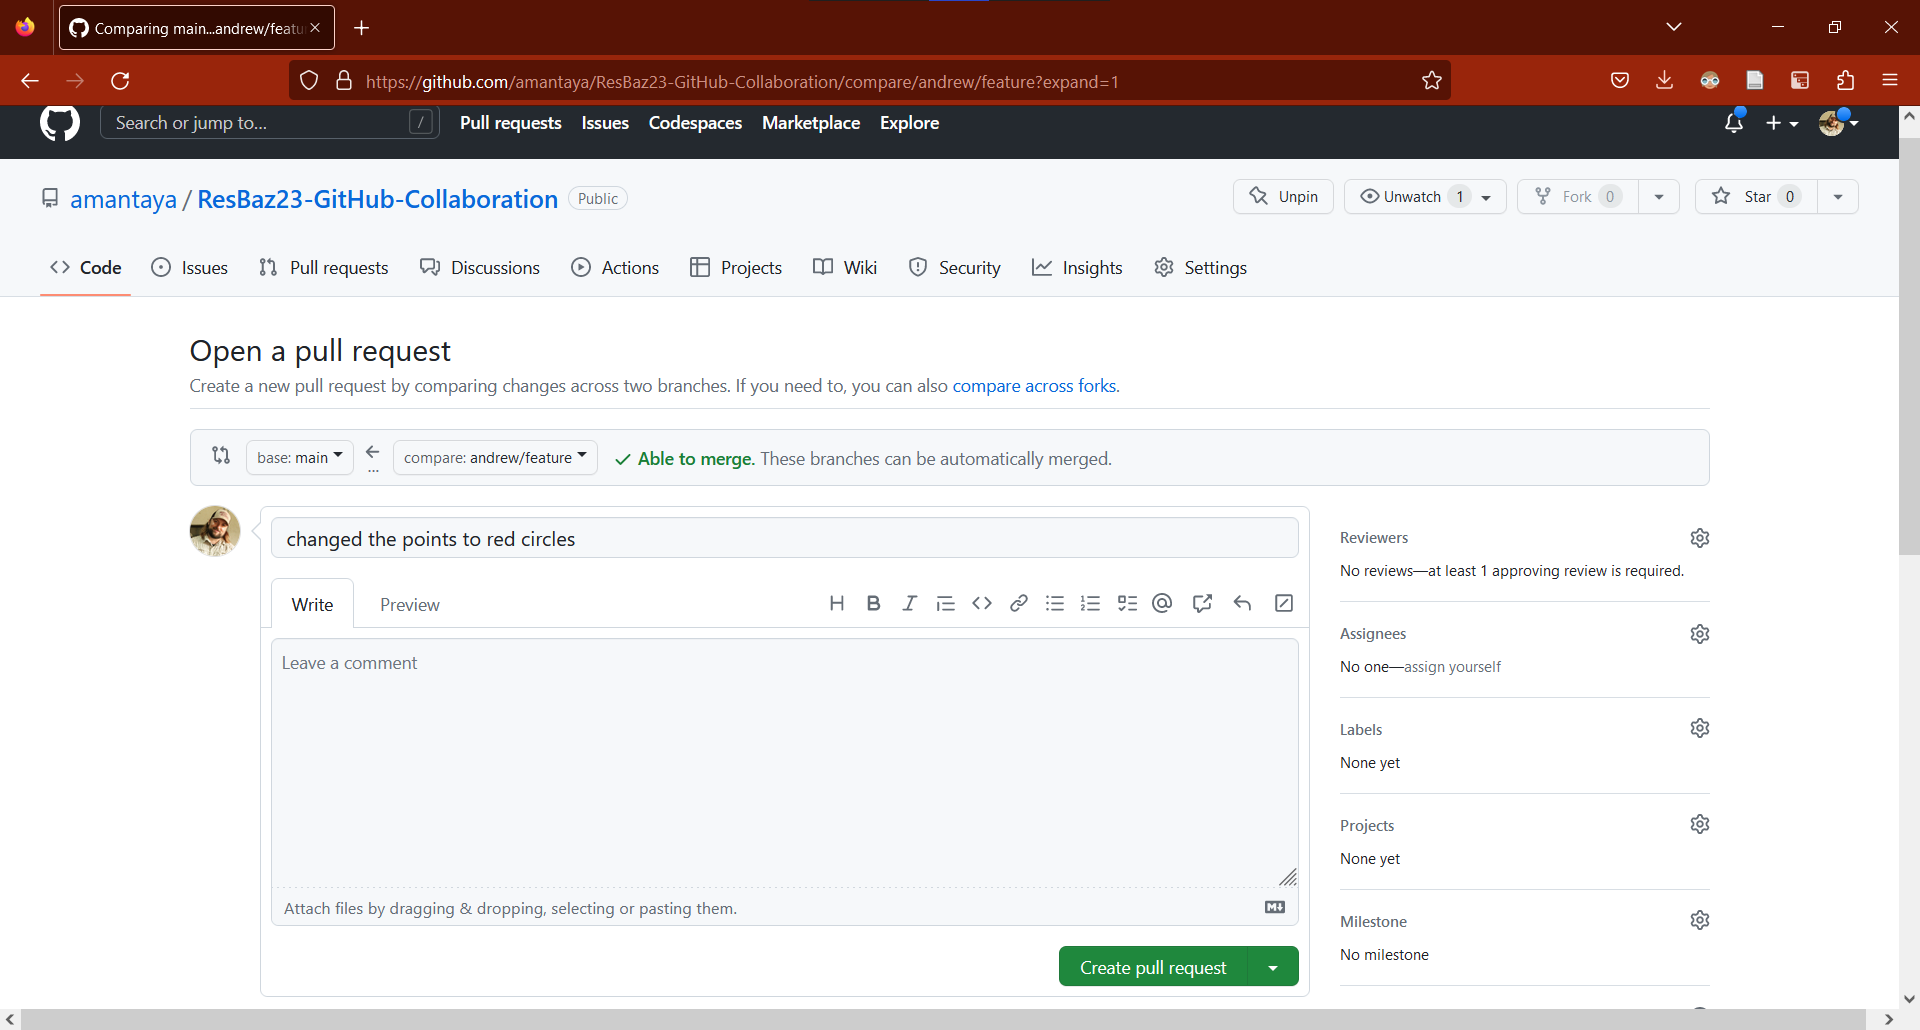 Comparing main...andrew/featu
https://github.com/amantaya/ResBaz23-GitHub-Collaboration/compare/andrew/feature?expand=1
Search or jump to... / Pull requests Issues Codespaces Marketplace Explore
amantaya / ResBaz23-GitHub-Collaboration Public Unpin Unwatch 1 Fork 0 Star 0
Code Issues Pull requests Discussions Actions Projects Wiki Security Insights Settings
Open a pull request
Create a new pull request by comparing changes across two branches. If you need to, you can also compare across forks.
base: main ... compare: andrew/feature Able to merge. These branches can be automatically merged.
changed the points to red circles
Write Preview
Leave a comment
Attach files by dragging & dropping, selecting or pasting them.
Create pull request
Reviewers
No reviews—at least 1 approving review is required.
Assignees
No one—assign yourself
Labels
None yet
Projects
None yet
Milestone
No milestone